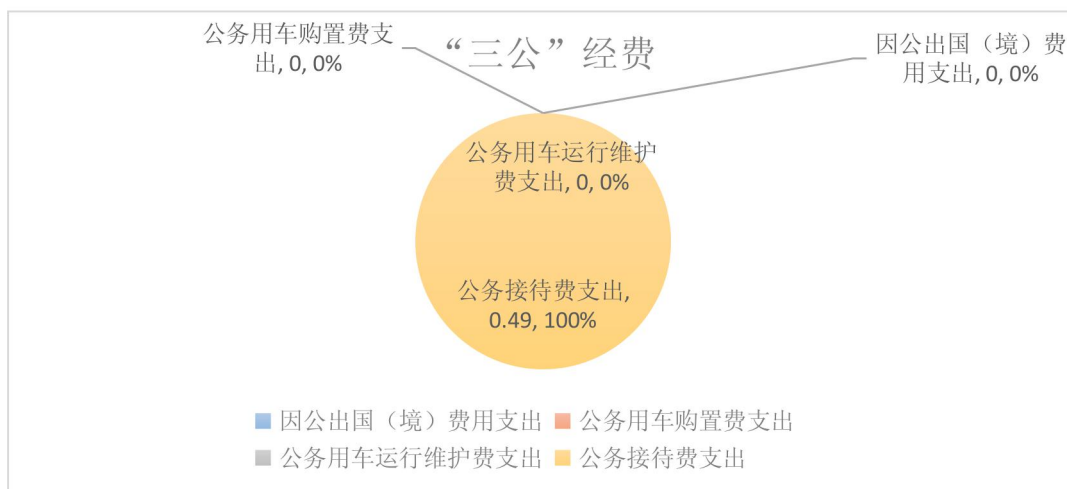 “三公”经费
公务用车购置费支
出, 0, 0%
因公出国（境）费
用支出, 0, 0%
公务用车运行维护
费支出, 0, 0%
公务接待费支出,
0.49, 100%
因公出国（境）费用支出 公务用车购置费支出
公务用车运行维护费支出 公务接待费支出